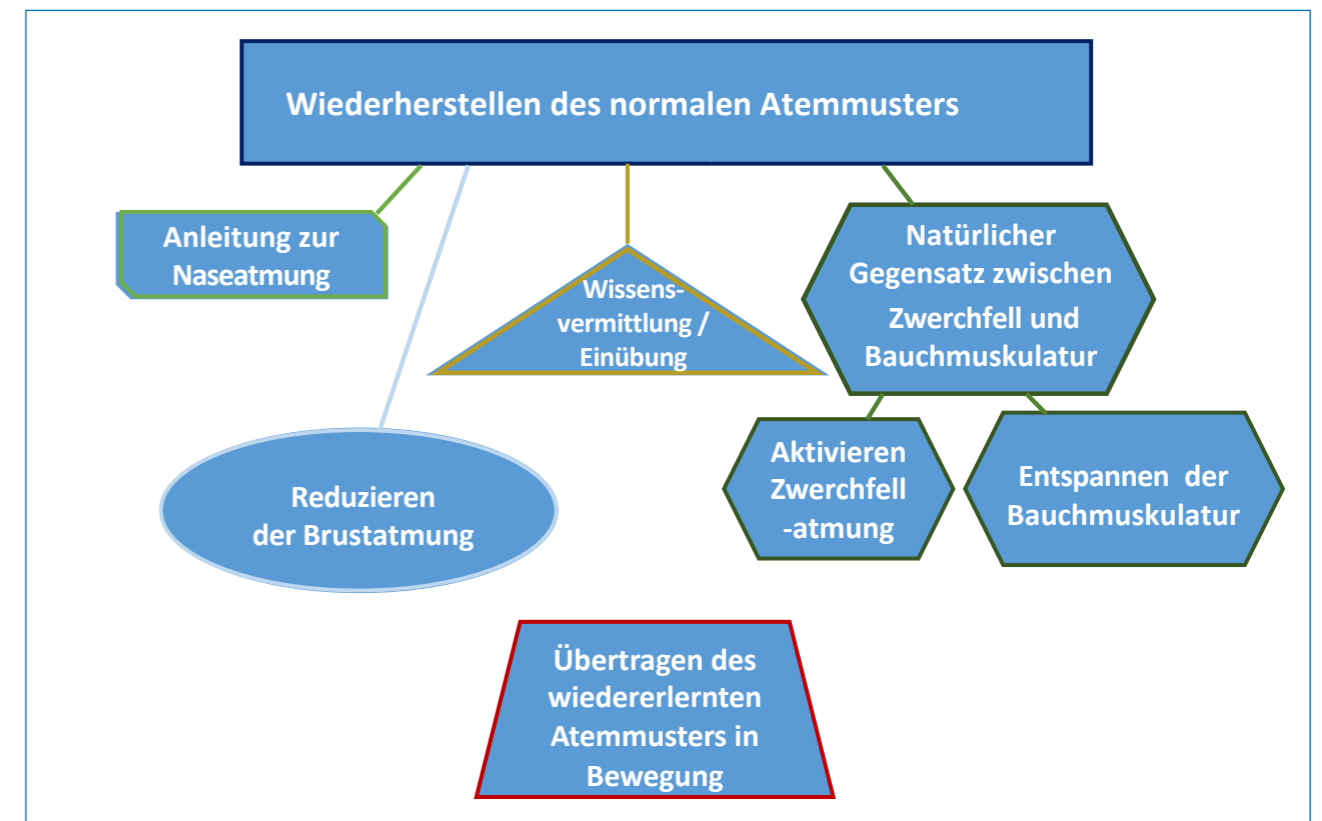 Wiederherstellen des normalen Atemmusters
Anleitung zur
Naseatmung
Wissens-
vermittlung /
Einübung
Natürlicher
Gegensatz zwischen
Zwerchfell und
Bauchmuskulatur
Reduzieren
der Brustatmung
Aktivieren
Zwerchfell
-atmung
Entspannen der
Bauchmuskulatur
Übertragen des
wiedererlernten
Atemmusters in
Bewegung